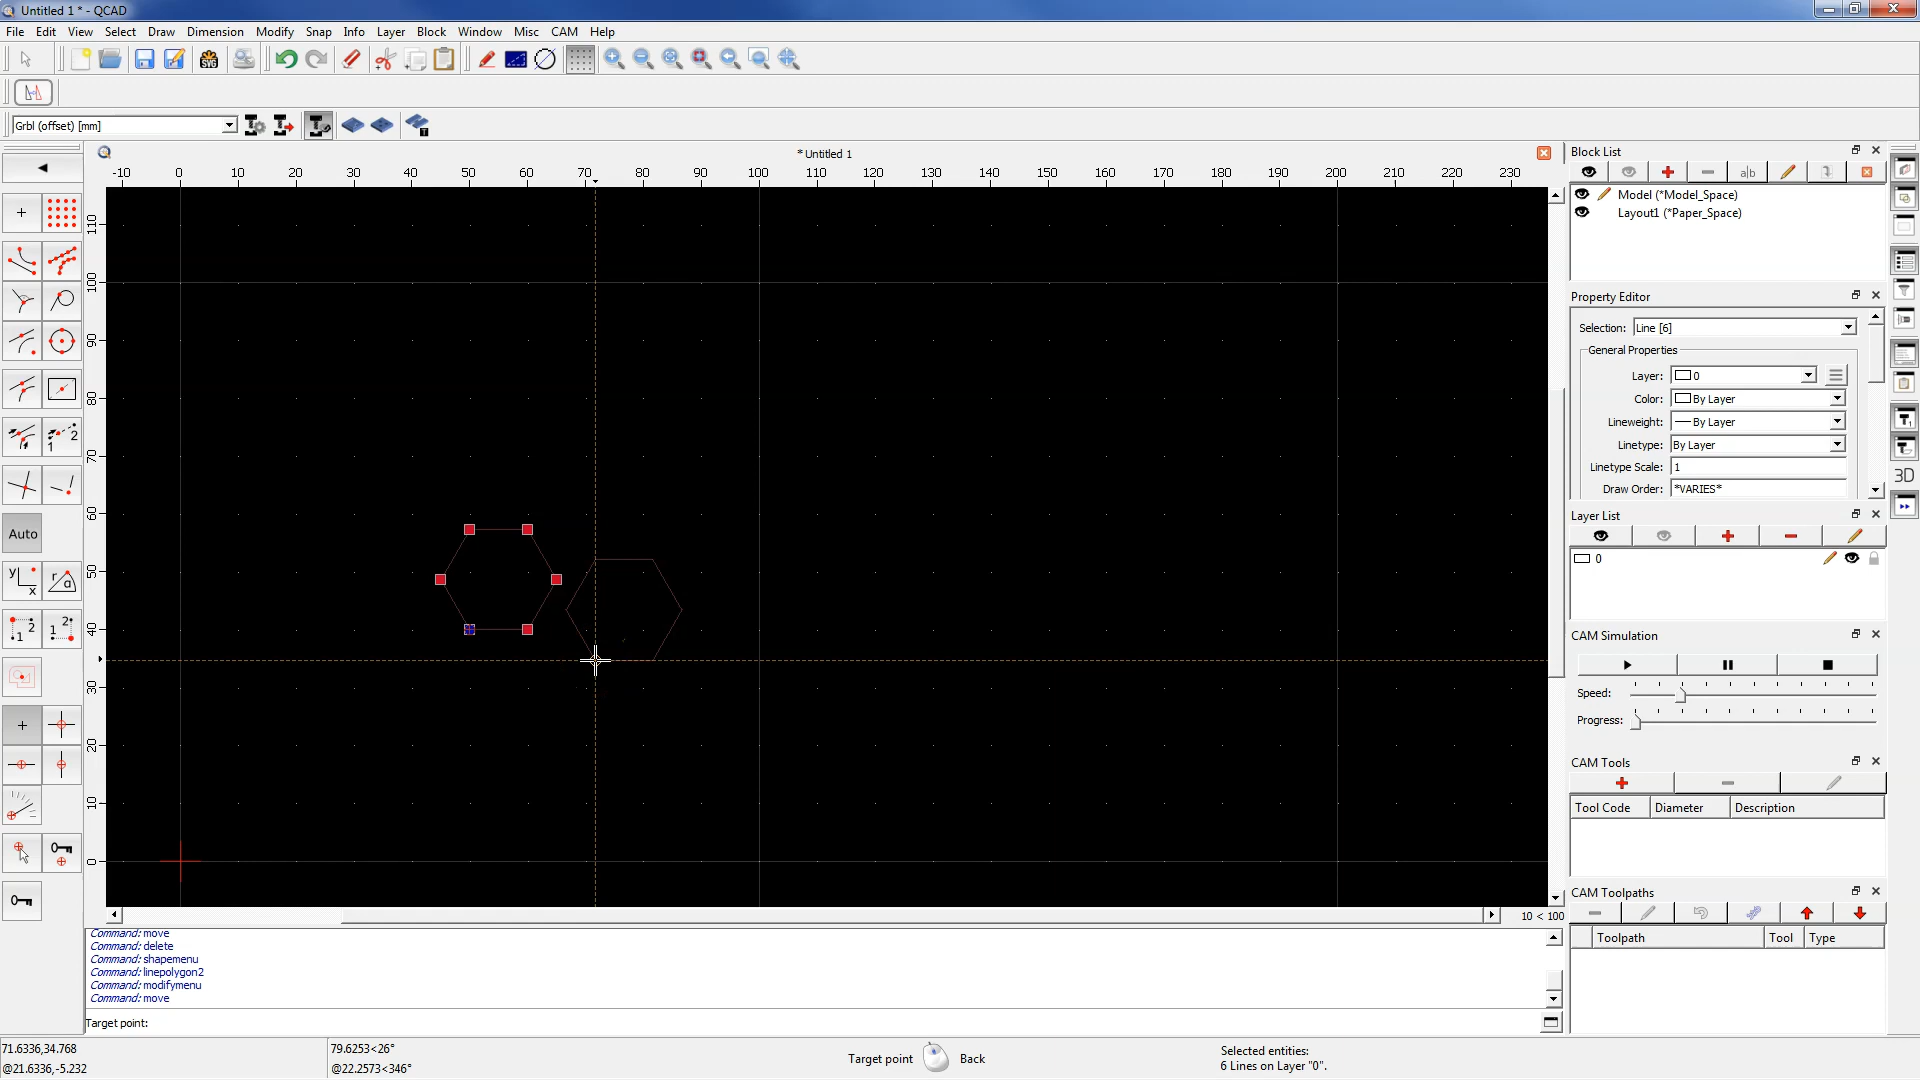 Untitled 1 * - QCAD
File Edit View Select Draw Dimension Modify Snap Info Layer Block Window Misc CAM Help
SVG
Grbl (offset) [mm]
* Untitled 1
-10 0 10 20 30 40 50 60 70 80 90 100 110 120 130 140 150 160 170 180 190 200 210 220 230
110
100
90
80
70
60
50
40
30
20
10
0
1 2
Auto
y x
r a
1 2
1 2
10 < 100
Command: move
Command: delete
Command: shapemenu
Command: linepolygon2
Command: modifymenu
Command: move
Target point:
71.6336,34.768
@21.6336,-5.232
79.6253<26°
@22.2573<346°
Target point
Back
Selected entities:
6 Lines on Layer "0".
Block List
a|b
Model (*Model_Space)
Layout1 (*Paper_Space)
Property Editor
Selection: Line [6]
General Properties
Layer: 0
Color: By Layer
Lineweight: By Layer
Linetype: By Layer
Linetype Scale: 1
Draw Order: *VARIES*
Layer List
0
CAM Simulation
Speed:
Progress:
CAM Tools
Tool Code Diameter Description
CAM Toolpaths
Toolpath Tool Type
3D